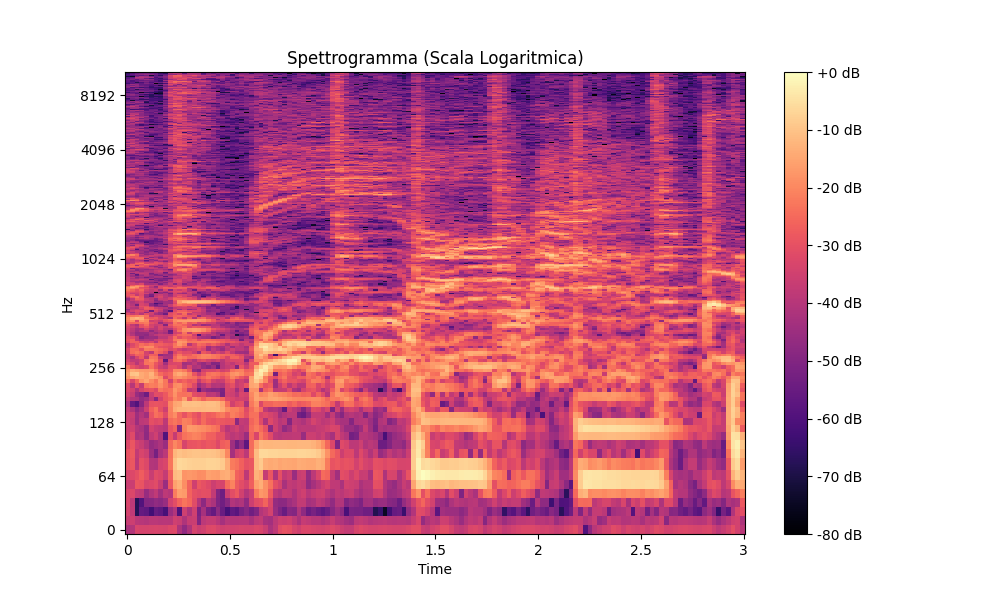 Spettrogramma (Scala Logaritmica)
Hz
8192
4096
2048
1024
512
256
128
64
0
0 0.5 1 1.5 2 2.5 3
Time
+0 dB
-10 dB
-20 dB
-30 dB
-40 dB
-50 dB
-60 dB
-70 dB
-80 dB